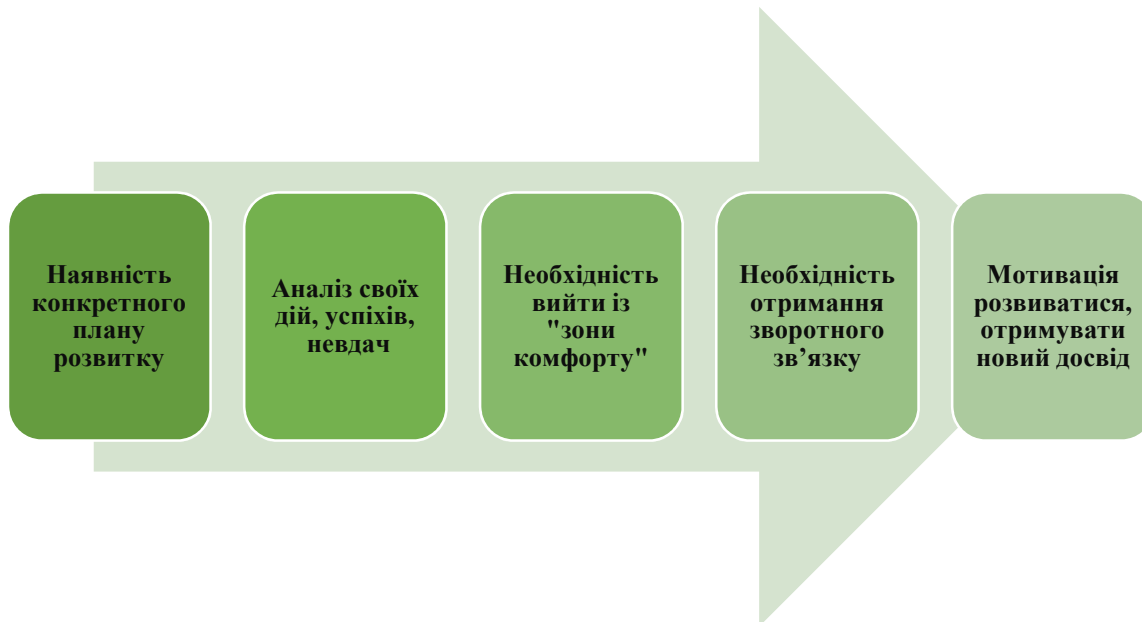 Наявність
конкретного
плану
розвитку
Аналіз своїх
дій, успіхів,
невдач
Необхідність
вийти із
"зони
комфорту"
Необхідність
отримання
зворотного
зв’язку
Мотивація
розвиватися,
отримувати
новий досвід